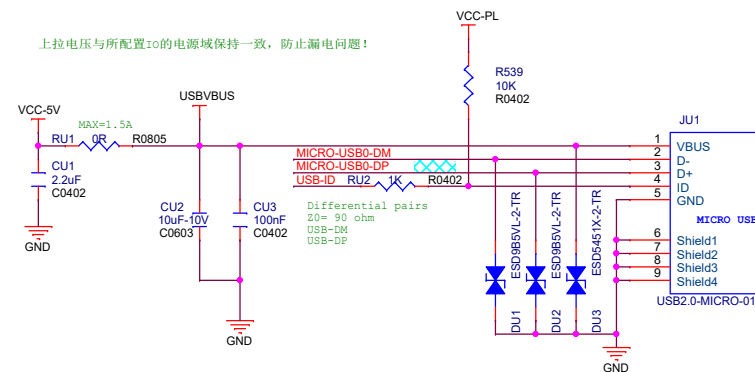 VCC-PL
上拉电压与所配置IO的电源域保持一致，防止漏电问题！
R539
10K
R0402
VCC-5V
USBVBUS
JU1
MAX=1.5A
RU1 0R R0805
1 VBUS
MICRO-USB0-DM 2 D-
MICRO-USB0-DP 3 D+
USB-ID RU2 1K R0402 4 ID
5 GND
CU1
2.2uF
C0402
CU2
10uF-10V
C0603
CU3
100nF
C0402
Differential pairs
Z0= 90 ohm
USB-DM
USB-DP
ESD9B5VL-2-TR
ESD9B5VL-2-TR
ESD5451X-2-TR
MICRO USB
6 Shield1
7 Shield2
8 Shield3
9 Shield4
GND
USB2.0-MICRO-01
DU1
DU2
DU3
GND
GND